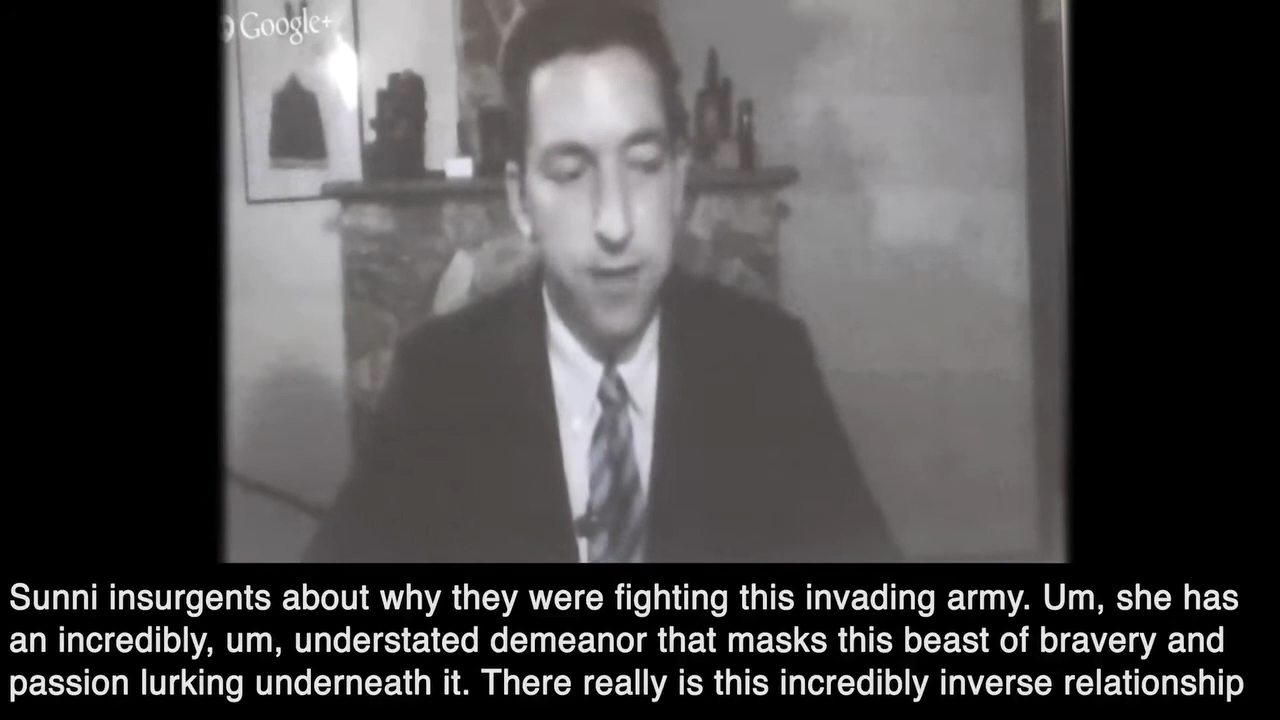 Google+
Sunni insurgents about why they were fighting this invading army. Um, she has
an incredibly, um, understated demeanor that masks this beast of bravery and
passion lurking underneath it. There really is this incredibly inverse relationship